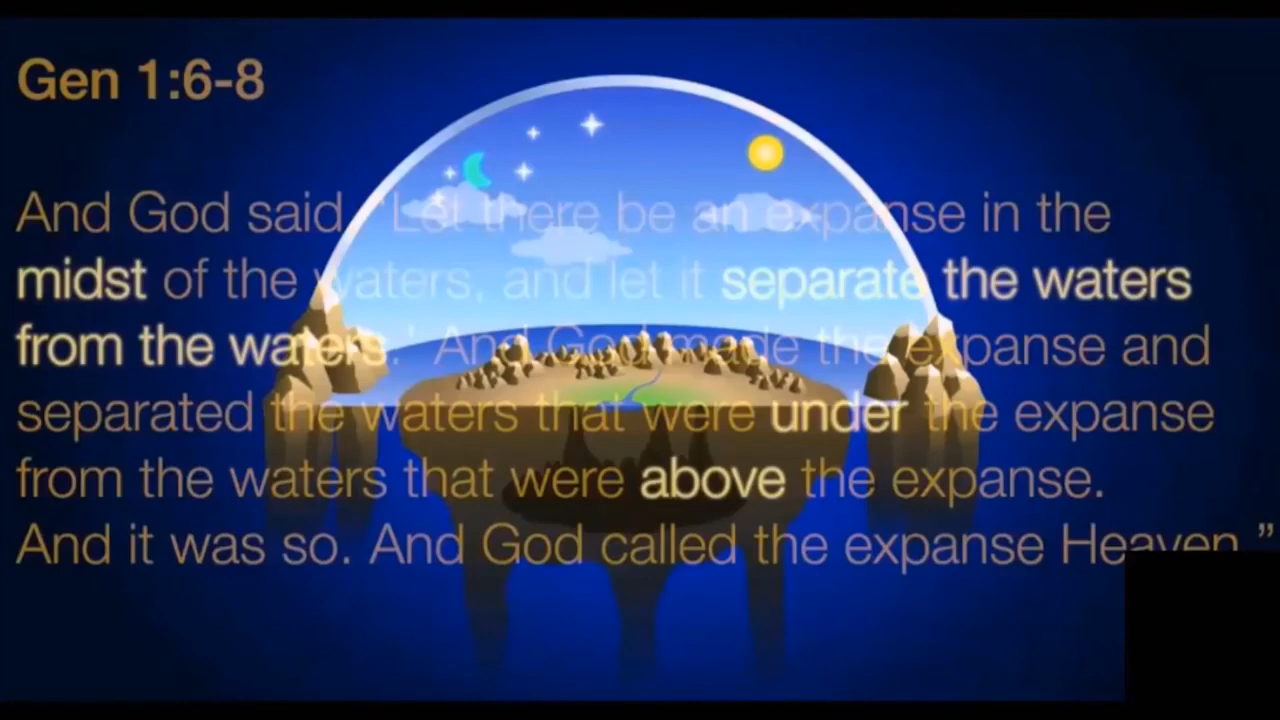 Gen 1:6-8
And God said, 'Let there be an expanse in the
midst of the waters, and let it separate the waters
from the waters.' And God made the expanse and
separated the waters that were under the expanse
from the waters that were above the expanse.
And it was so. And God called the expanse Heaven.”